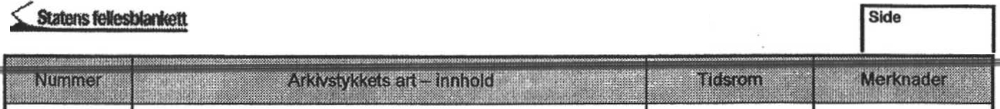 Statens fellesblankett
Side
Nummer Arkivstykkets art – innhold Tidsrom Merknader